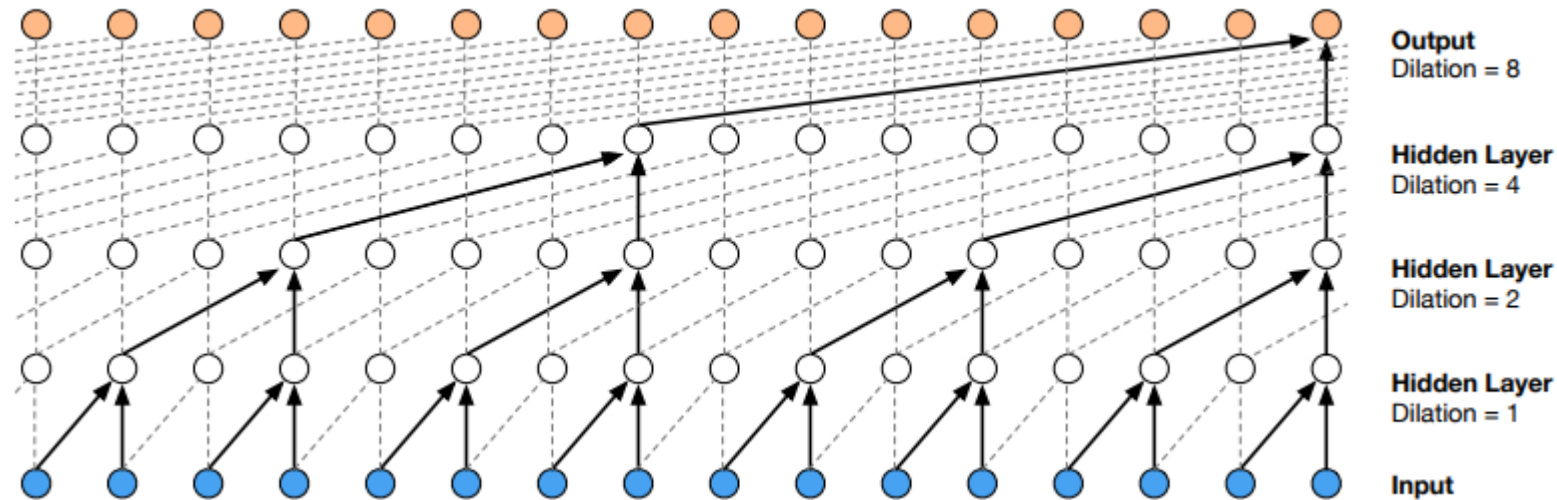 Output
Dilation = 8
Hidden Layer
Dilation = 4
Hidden Layer
Dilation = 2
Hidden Layer
Dilation = 1
Input